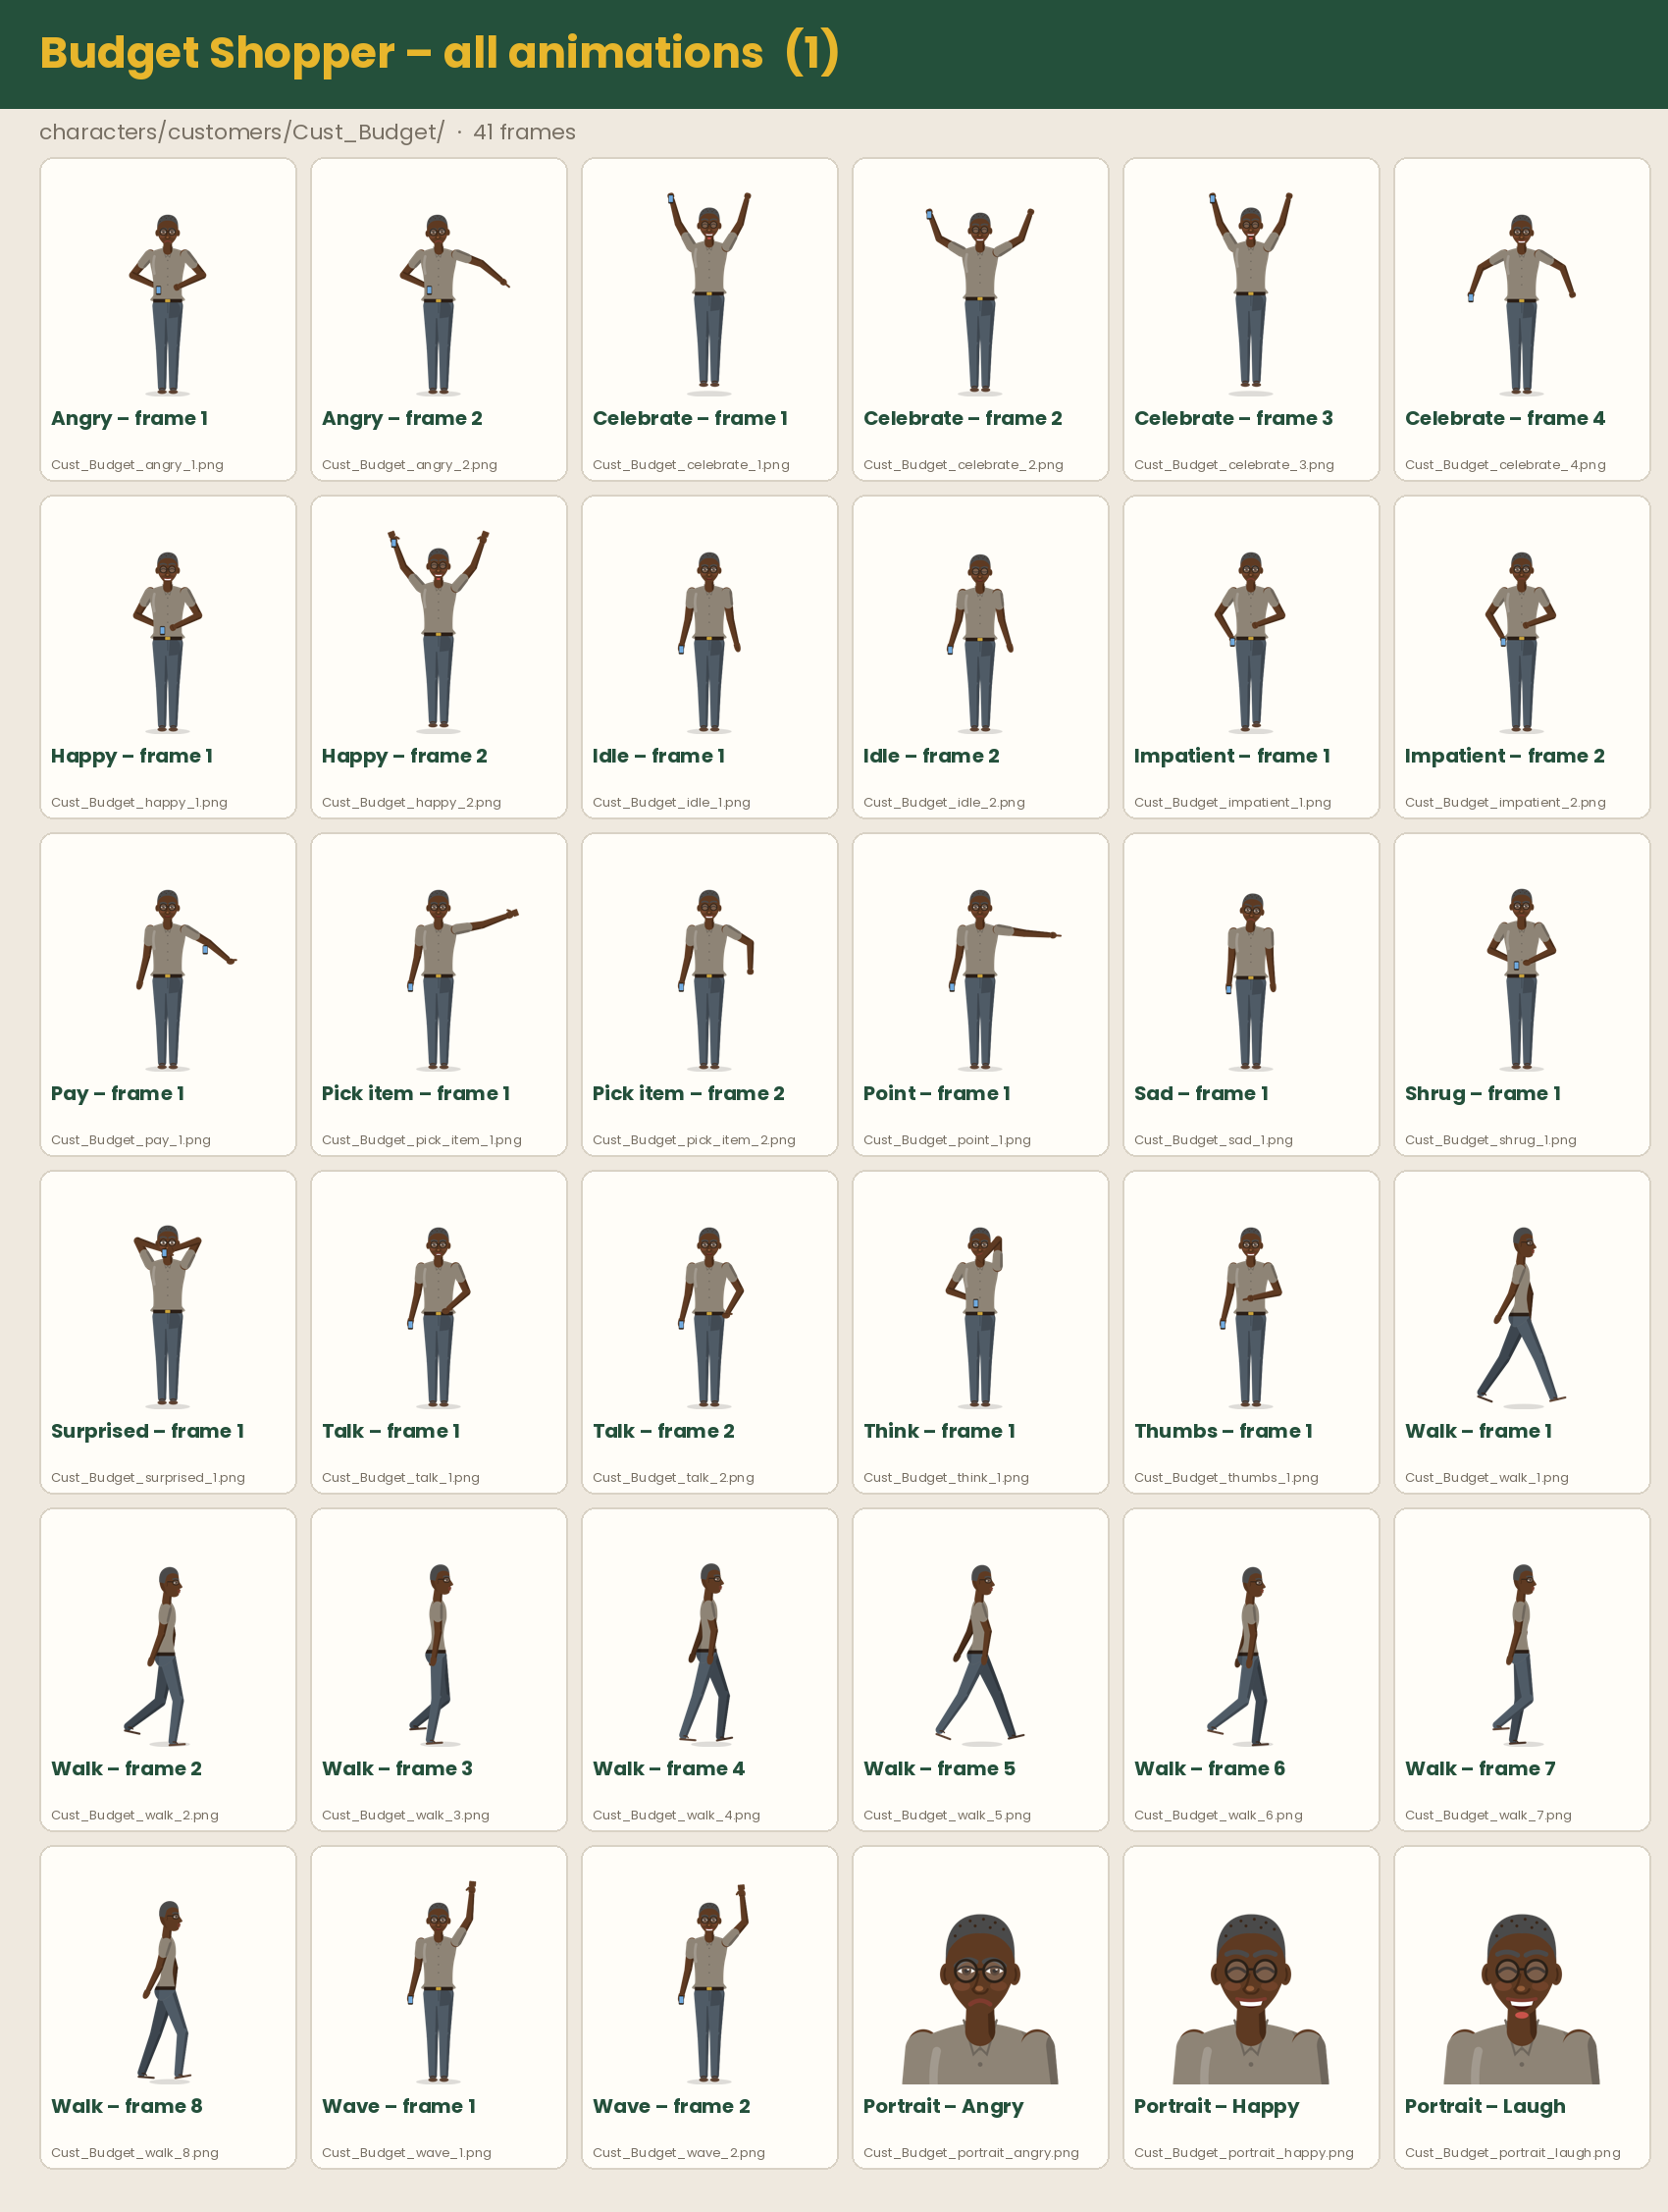 Budget Shopper – all animations (1)
characters/customers/Cust_Budget/ · 41 frames
Angry – frame 1
Angry – frame 2
Celebrate – frame 1
Celebrate – frame 2
Celebrate – frame 3
Celebrate – frame 4
Cust_Budget_angry_1.png
Cust_Budget_angry_2.png
Cust_Budget_celebrate_1.png
Cust_Budget_celebrate_2.png
Cust_Budget_celebrate_3.png
Cust_Budget_celebrate_4.png
Happy – frame 1
Happy – frame 2
Idle – frame 1
Idle – frame 2
Impatient – frame 1
Impatient – frame 2
Cust_Budget_happy_1.png
Cust_Budget_happy_2.png
Cust_Budget_idle_1.png
Cust_Budget_idle_2.png
Cust_Budget_impatient_1.png
Cust_Budget_impatient_2.png
Pay – frame 1
Pick item – frame 1
Pick item – frame 2
Point – frame 1
Sad – frame 1
Shrug – frame 1
Cust_Budget_pay_1.png
Cust_Budget_pick_item_1.png
Cust_Budget_pick_item_2.png
Cust_Budget_point_1.png
Cust_Budget_sad_1.png
Cust_Budget_shrug_1.png
Surprised – frame 1
Talk – frame 1
Talk – frame 2
Think – frame 1
Thumbs – frame 1
Walk – frame 1
Cust_Budget_surprised_1.png
Cust_Budget_talk_1.png
Cust_Budget_talk_2.png
Cust_Budget_think_1.png
Cust_Budget_thumbs_1.png
Cust_Budget_walk_1.png
Walk – frame 2
Walk – frame 3
Walk – frame 4
Walk – frame 5
Walk – frame 6
Walk – frame 7
Cust_Budget_walk_2.png
Cust_Budget_walk_3.png
Cust_Budget_walk_4.png
Cust_Budget_walk_5.png
Cust_Budget_walk_6.png
Cust_Budget_walk_7.png
Walk – frame 8
Wave – frame 1
Wave – frame 2
Portrait – Angry
Portrait – Happy
Portrait – Laugh
Cust_Budget_walk_8.png
Cust_Budget_wave_1.png
Cust_Budget_wave_2.png
Cust_Budget_portrait_angry.png
Cust_Budget_portrait_happy.png
Cust_Budget_portrait_laugh.png